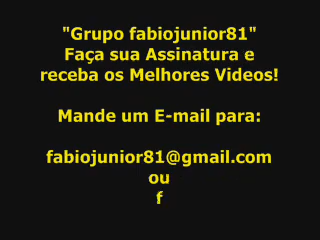 "Grupo fabiojunior81"
Faça sua Assinatura e
receba os Melhores Videos!
Mande um E-mail para:
fabiojunior81@gmail.com
ou
f